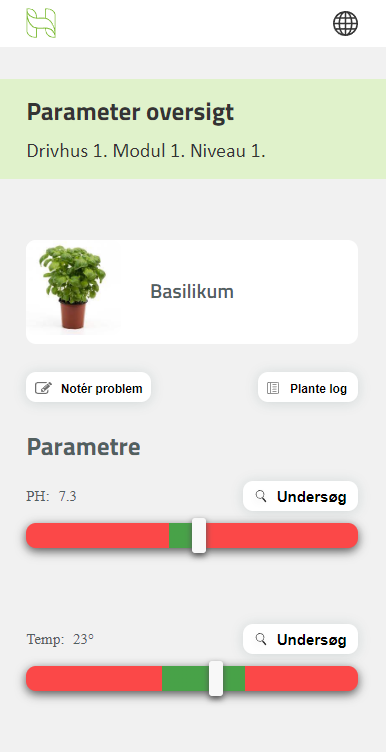 Parameter oversigt
Drivhus 1. Modul 1. Niveau 1.
Basilikum
Notér problem
Plante log
Parametre
PH: 7.3
Undersøg
Temp: 23°
Undersøg